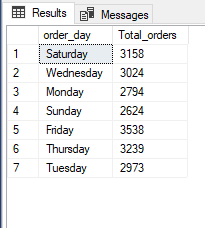 Results Messages
order_day Total_orders
1 Saturday 3158
2 Wednesday 3024
3 Monday 2794
4 Sunday 2624
5 Friday 3538
6 Thursday 3239
7 Tuesday 2973